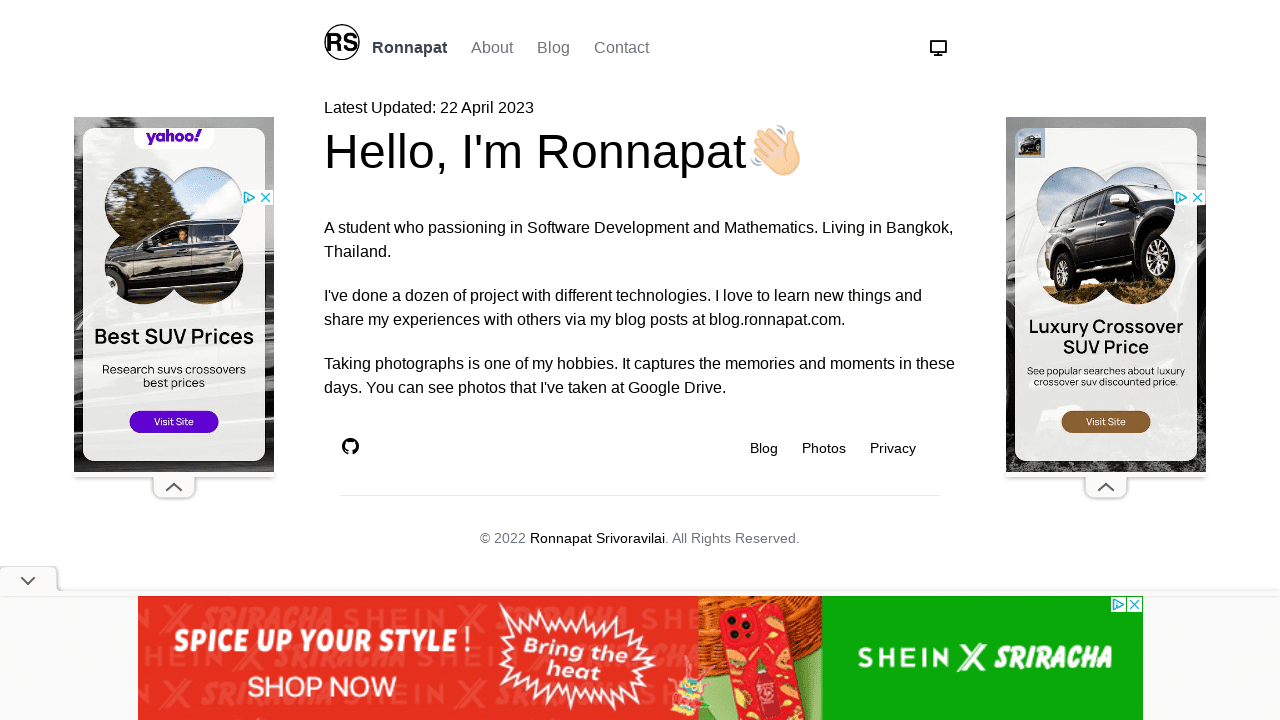 RS Ronnapat About Blog Contact
Latest Updated: 22 April 2023
Hello, I'm Ronnapat
A student who passioning in Software Development and Mathematics. Living in Bangkok,
Thailand.
I've done a dozen of project with different technologies. I love to learn new things and
share my experiences with others via my blog posts at blog.ronnapat.com.
Taking photographs is one of my hobbies. It captures the memories and moments in these
days. You can see photos that I've taken at Google Drive.
Blog Photos Privacy
© 2022 Ronnapat Srivoravilai. All Rights Reserved.
yahoo!
Best SUV Prices
Research suvs crossovers
best prices
Visit Site
Luxury Crossover
SUV Price
See popular searches about luxury
crossover suv discounted price.
Visit Site
SPICE UP YOUR STYLE!
SHOP NOW
Bring the
heat
SHEIN X SRIRACHA